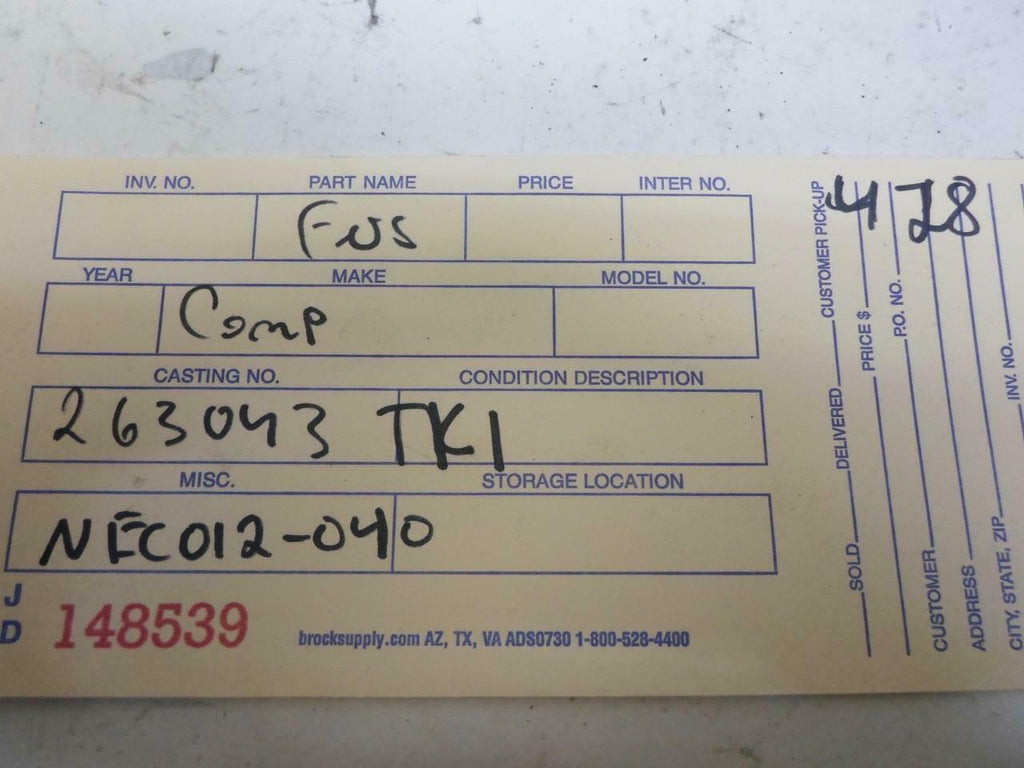 INV. NO. PART NAME PRICE INTER NO.
Fus
YEAR MAKE MODEL NO.
Comp
CASTING NO. CONDITION DESCRIPTION
263043 TK1
MISC. STORAGE LOCATION
NEC012-040
J
D
148539
brocksupply.com AZ, TX, VA ADS0730 1-800-528-4400
478
SOLD DELIVERED CUSTOMER PICK-UP
PRICE $
P.O. NO.
CUSTOMER
ADDRESS
CITY, STATE, ZIP INV. NO.